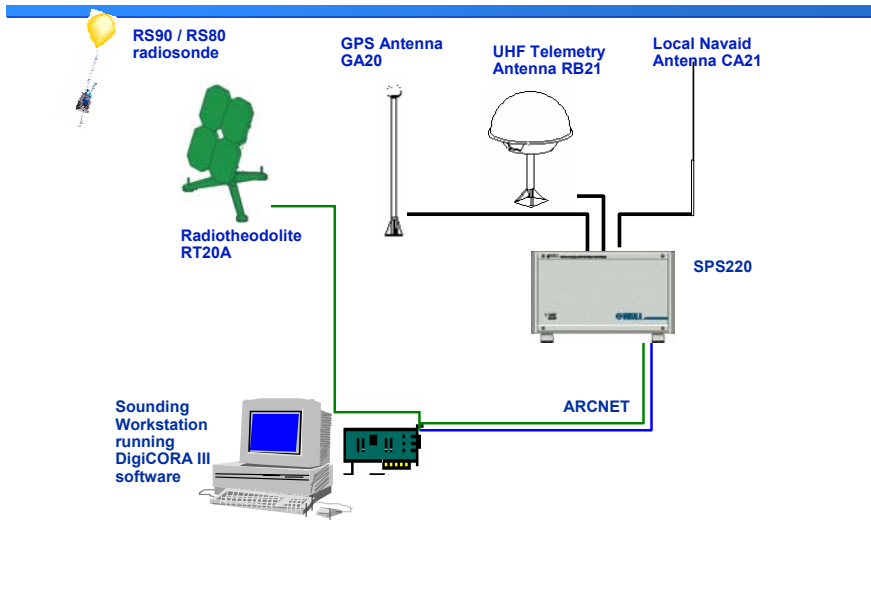 RS90 / RS80
radiosonde
GPS Antenna
GA20
UHF Telemetry
Antenna RB21
Local Navaid
Antenna CA21
Radiotheodolite
RT20A
SPS220
Sounding
Workstation
running
DigiCORA III
software
ARCNET
VAISALA